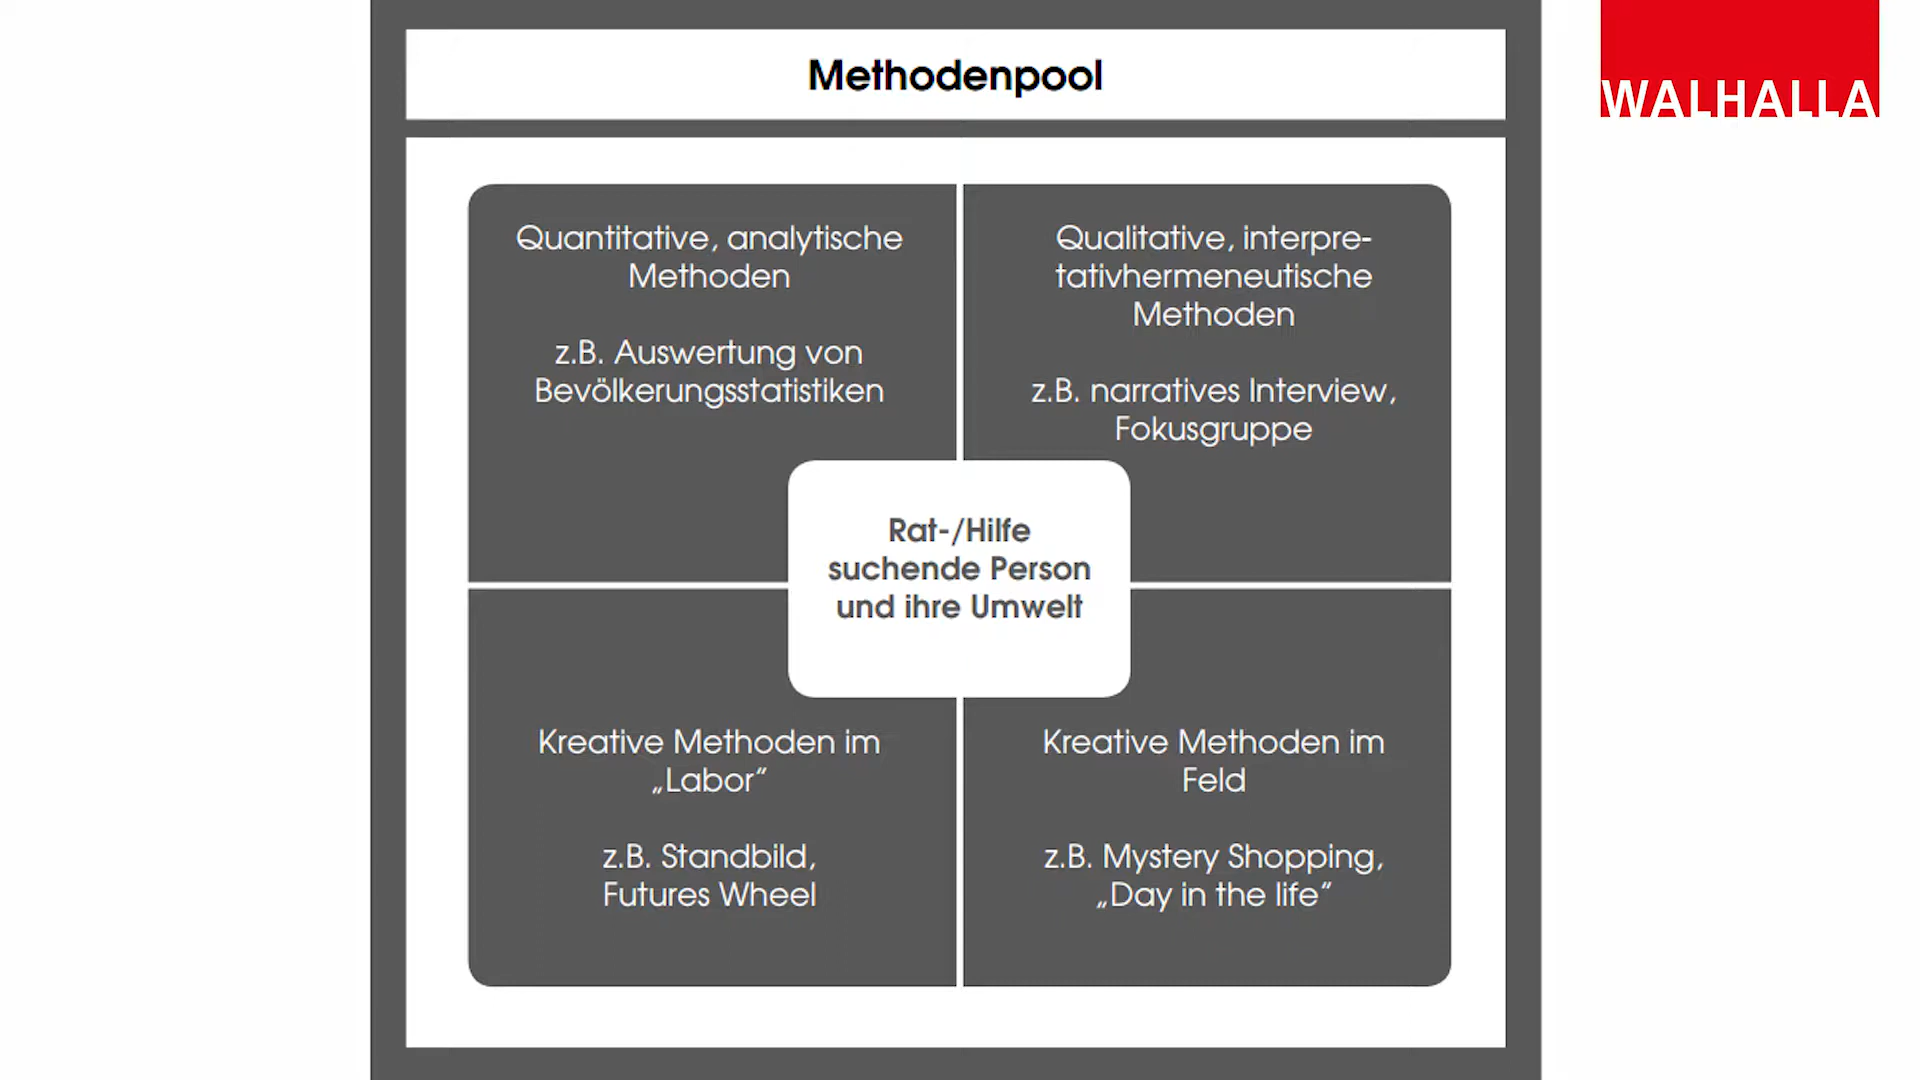 Methodenpool
WALHALLA
Quantitative, analytische
Methoden
z.B. Auswertung von
Bevölkerungsstatistiken
Qualitative, interpre-
tativhermeneutische
Methoden
z.B. narratives Interview,
Fokusgruppe
Rat-/Hilfe
suchende Person
und ihre Umwelt
Kreative Methoden im
„Labor“
z.B. Standbild,
Futures Wheel
Kreative Methoden im
Feld
z.B. Mystery Shopping,
„Day in the life“